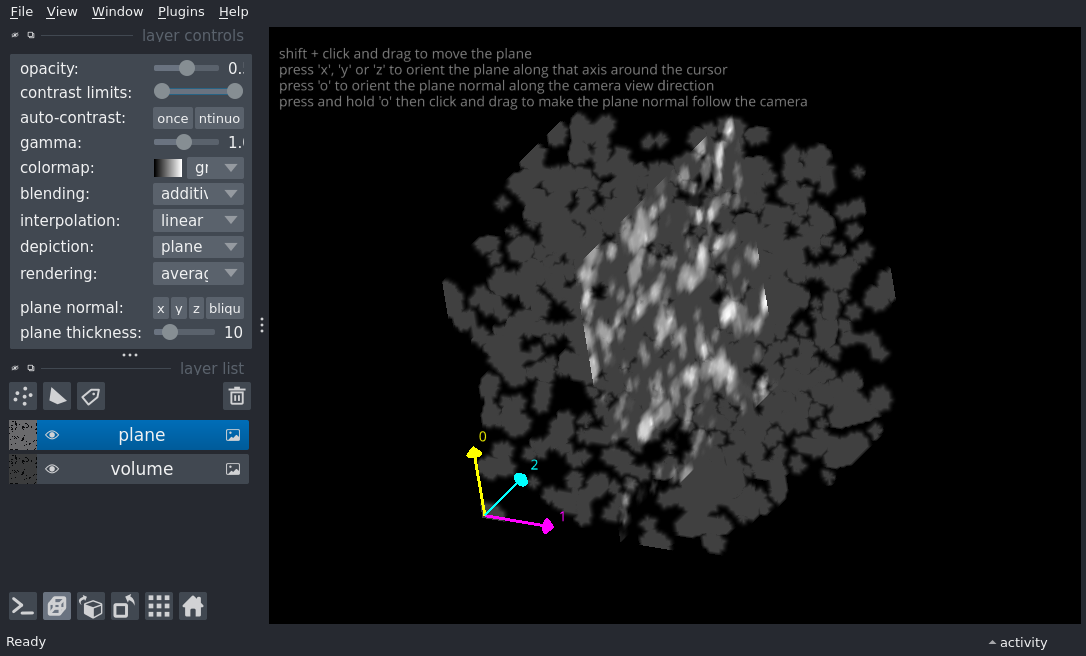 File View Window Plugins Help
layer controls
opacity: 0.
contrast limits:
auto-contrast: once ntinuo
gamma: 1.
colormap: gr
blending: additiv
interpolation: linear
depiction: plane
rendering: averag
plane normal: x y z bliqu
plane thickness: 10
layer list
plane
volume
Ready
shift + click and drag to move the plane
press 'x', 'y' or 'z' to orient the plane along that axis around the cursor
press 'o' to orient the plane normal along the camera view direction
press and hold 'o' then click and drag to make the plane normal follow the camera
0
2
1
activity